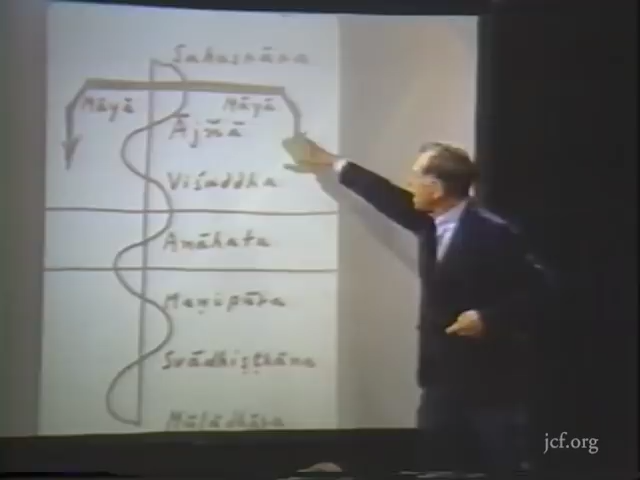 Sahasrāra
Māyā Māyā
Ājñā
Viśuddha
Anāhata
Maṇipūra
Svādhiṣṭhāna
Mūlādhāra
jcf.org